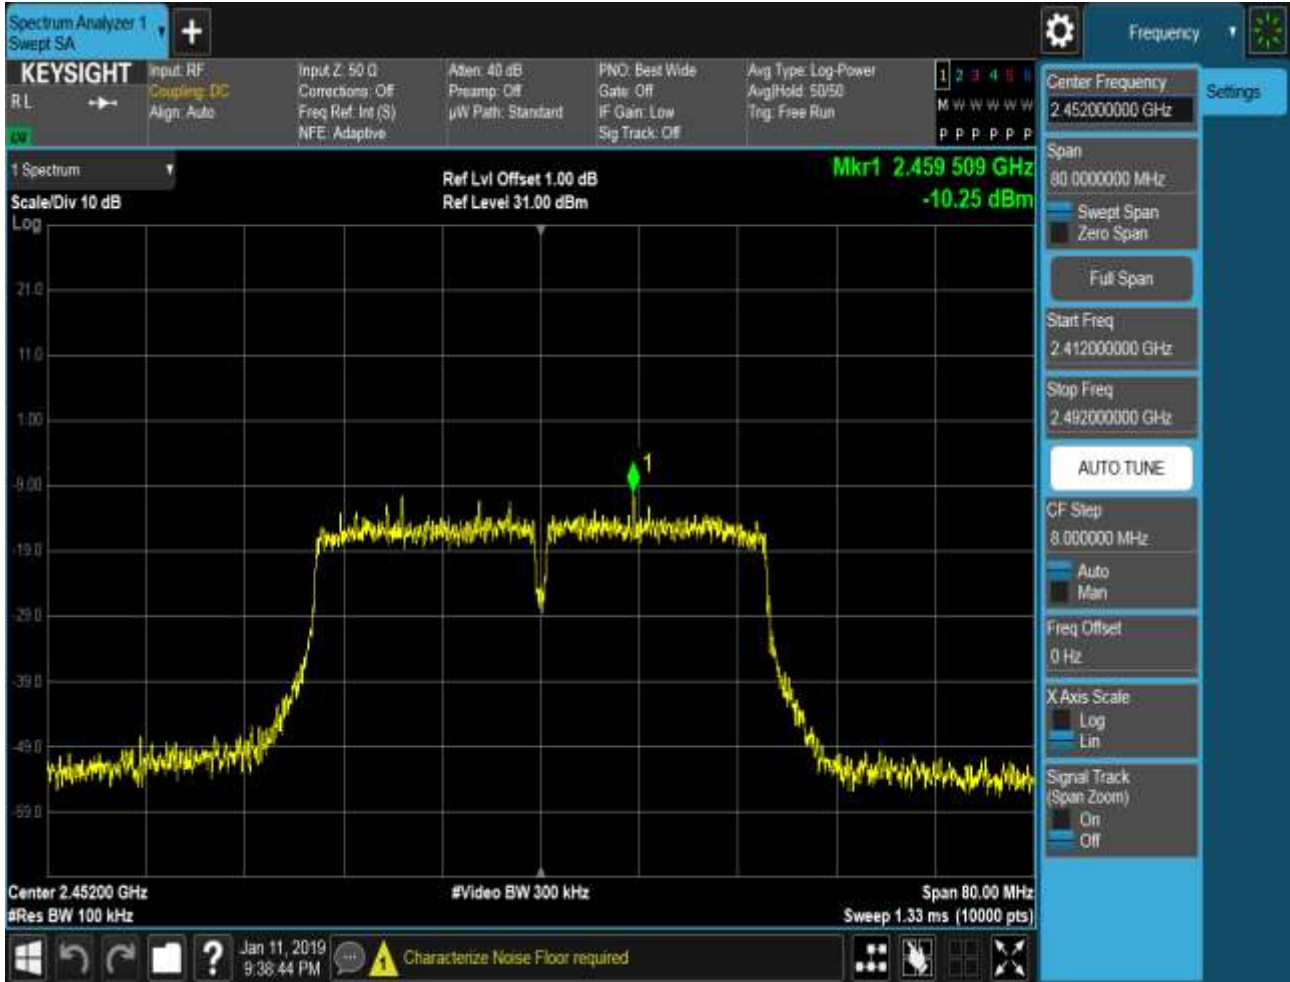 Spectrum Analyzer 1
Swept SA
Frequency
KEYSIGHT
R L
LXI
Input: RF
Coupling: DC
Align: Auto
Input Z: 50 Ω
Corrections: Off
Freq Ref: Int (S)
NFE: Adaptive
Atten: 40 dB
Preamp: Off
µW Path: Standard
PNO: Best Wide
Gate: Off
IF Gain: Low
Sig Track: Off
Avg Type: Log-Power
Avg|Hold: 50/50
Trig: Free Run
1 2 3 4 5 6
M W W W W W
P P P P P P
1 Spectrum
Scale/Div 10 dB
Log
Ref Lvl Offset 1.00 dB
Ref Level 31.00 dBm
Mkr1 2.459 509 GHz
-10.25 dBm
21.0
11.0
1.00
-9.00
-19.0
-29.0
-39.0
-49.0
-59.0
1
Center 2.45200 GHz
#Res BW 100 kHz
#Video BW 300 kHz
Span 80.00 MHz
Sweep 1.33 ms (10000 pts)
Center Frequency
2.452000000 GHz
Settings
Span
80.0000000 MHz
Swept Span
Zero Span
Full Span
Start Freq
2.412000000 GHz
Stop Freq
2.492000000 GHz
AUTO TUNE
CF Step
8.000000 MHz
Auto
Man
Freq Offset
0 Hz
X Axis Scale
Log
Lin
Signal Track
(Span Zoom)
On
Off
?
Jan 11, 2019
9:38:44 PM
1
Characterize Noise Floor required